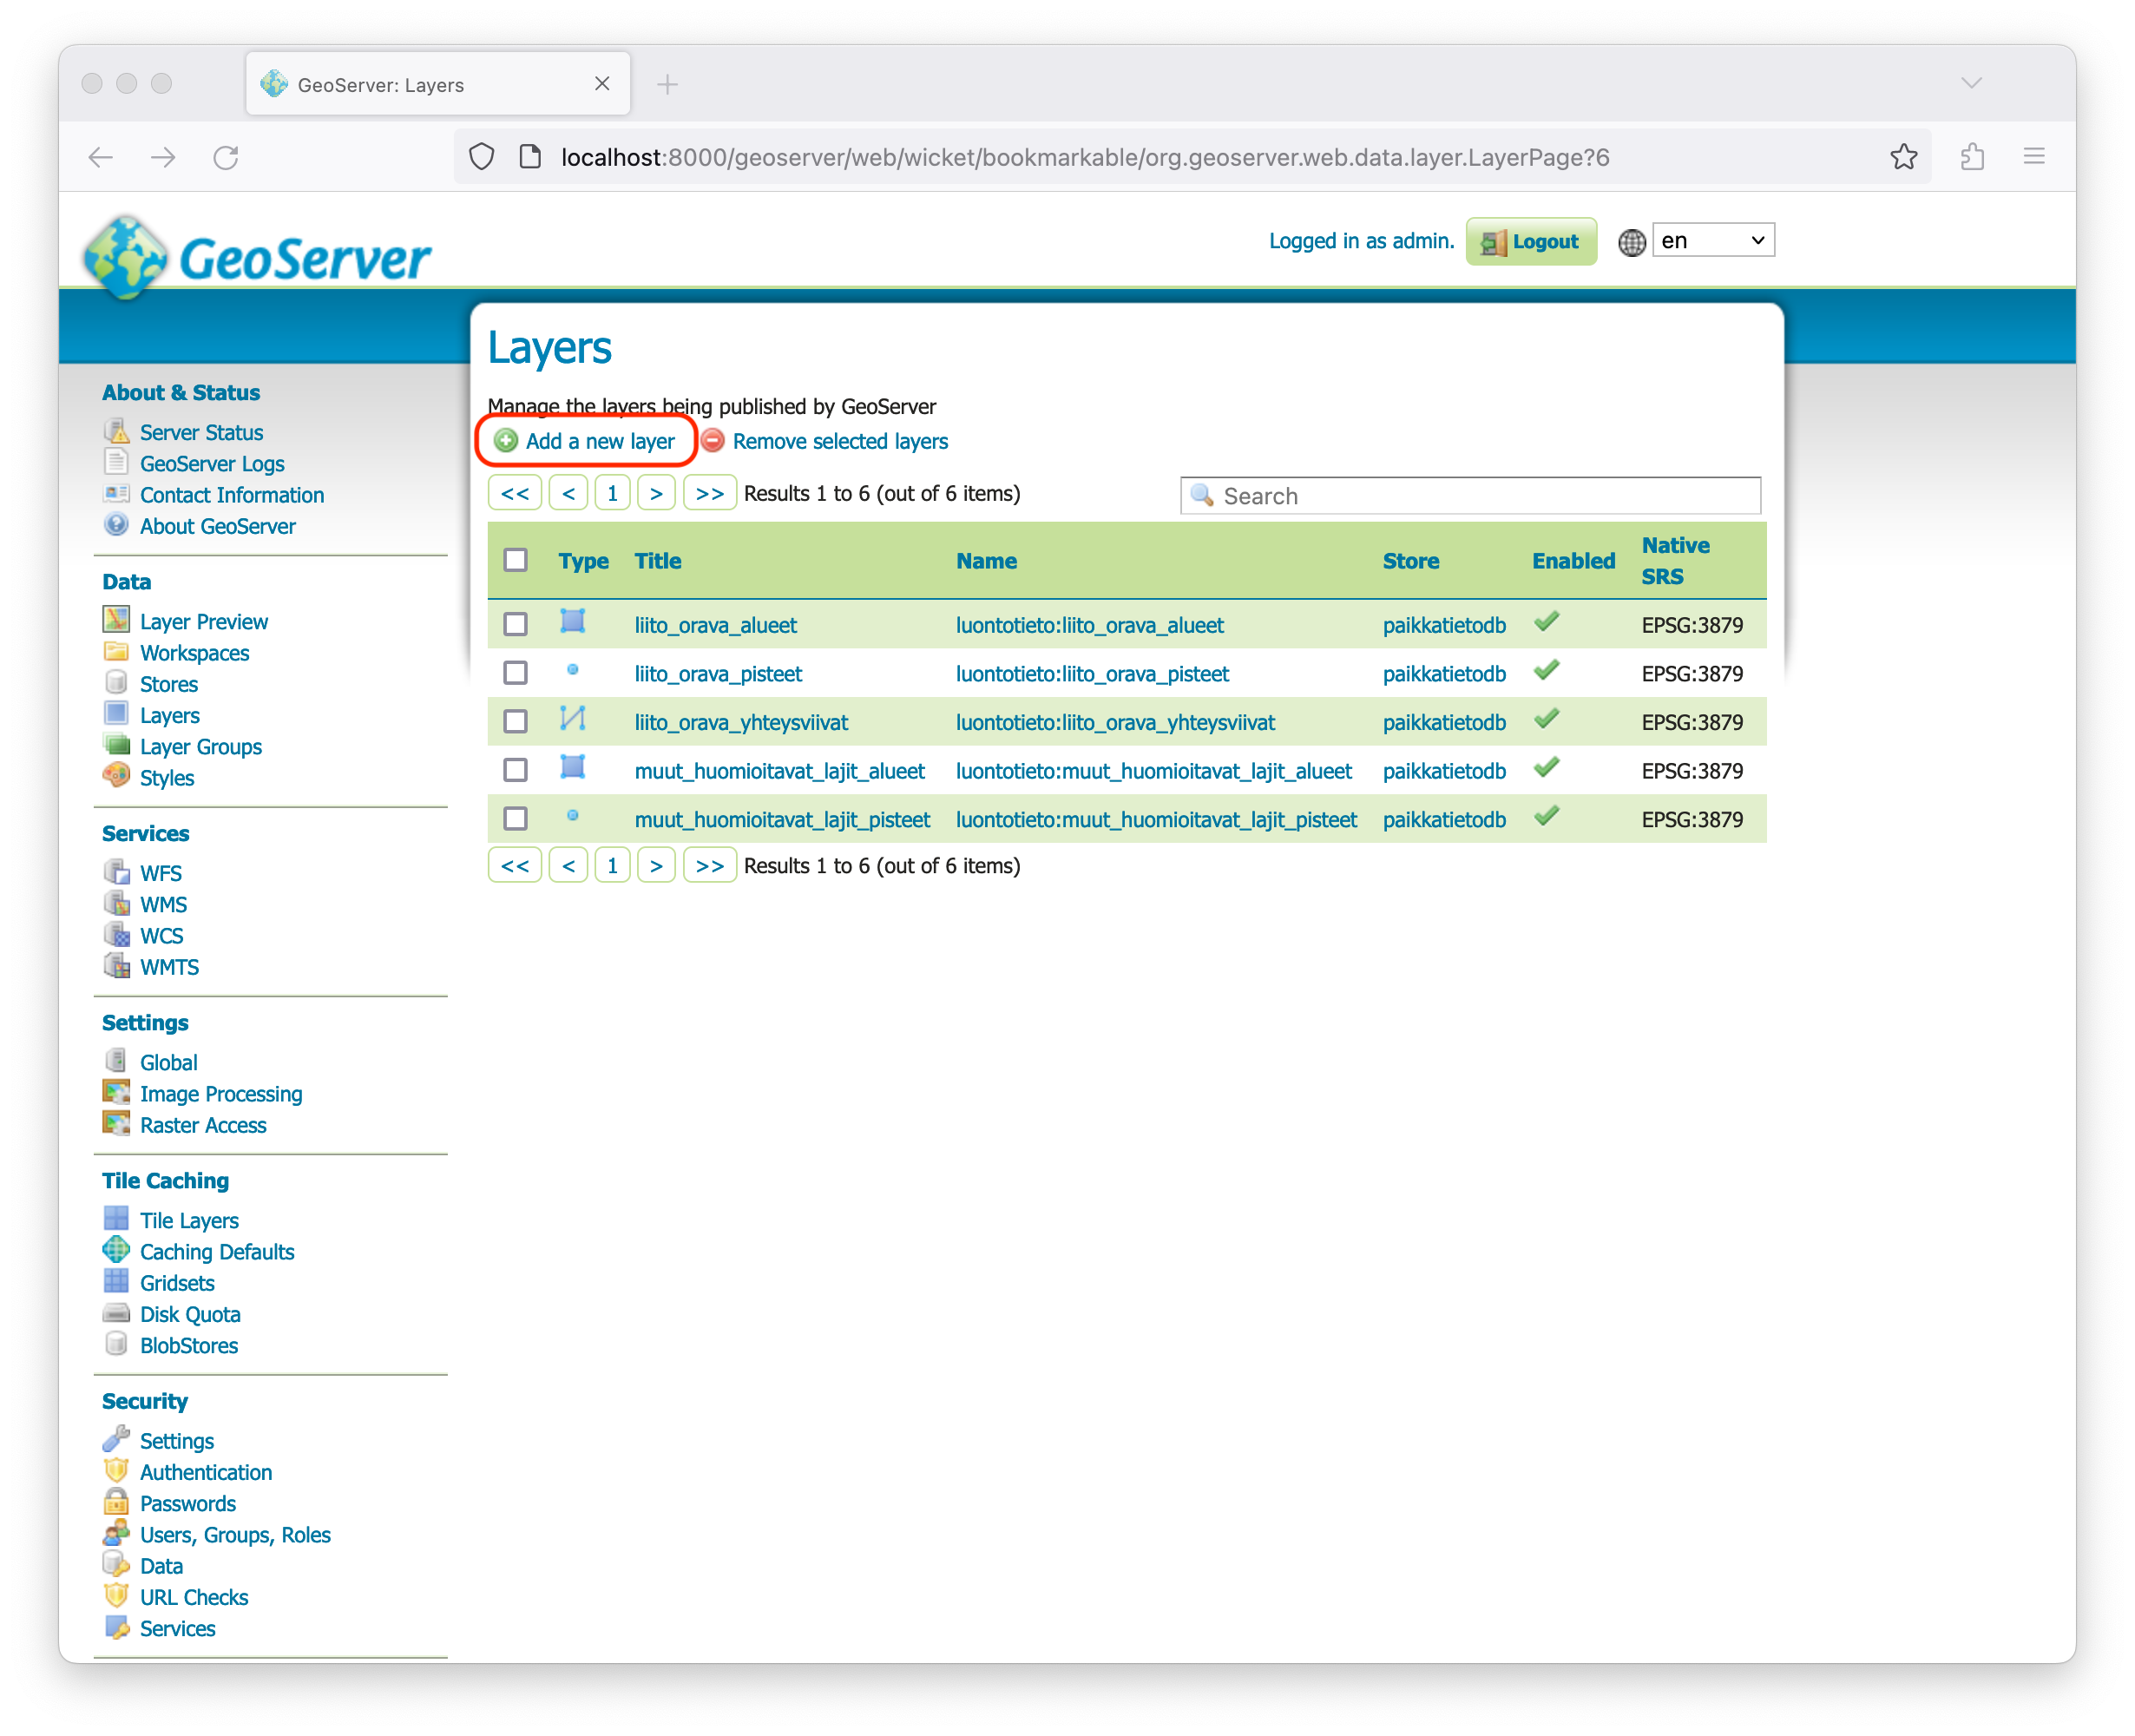 GeoServer: Layers
localhost:8000/geoserver/web/wicket/bookmarkable/org.geoserver.web.data.layer.LayerPage?6
GeoServer
Logged in as admin. Logout en
Layers
Manage the layers being published by GeoServer
Add a new layer Remove selected layers
<< < 1 > >> Results 1 to 6 (out of 6 items) Search
Type Title Name Store Enabled Native SRS
liito_orava_alueet luontotieto:liito_orava_alueet paikkatietodb EPSG:3879
liito_orava_pisteet luontotieto:liito_orava_pisteet paikkatietodb EPSG:3879
liito_orava_yhteysviivat luontotieto:liito_orava_yhteysviivat paikkatietodb EPSG:3879
muut_huomioitavat_lajit_alueet luontotieto:muut_huomioitavat_lajit_alueet paikkatietodb EPSG:3879
muut_huomioitavat_lajit_pisteet luontotieto:muut_huomioitavat_lajit_pisteet paikkatietodb EPSG:3879
<< < 1 > >> Results 1 to 6 (out of 6 items)
About & Status
Server Status
GeoServer Logs
Contact Information
About GeoServer
Data
Layer Preview
Workspaces
Stores
Layers
Layer Groups
Styles
Services
WFS
WMS
WCS
WMTS
Settings
Global
Image Processing
Raster Access
Tile Caching
Tile Layers
Caching Defaults
Gridsets
Disk Quota
BlobStores
Security
Settings
Authentication
Passwords
Users, Groups, Roles
Data
URL Checks
Services